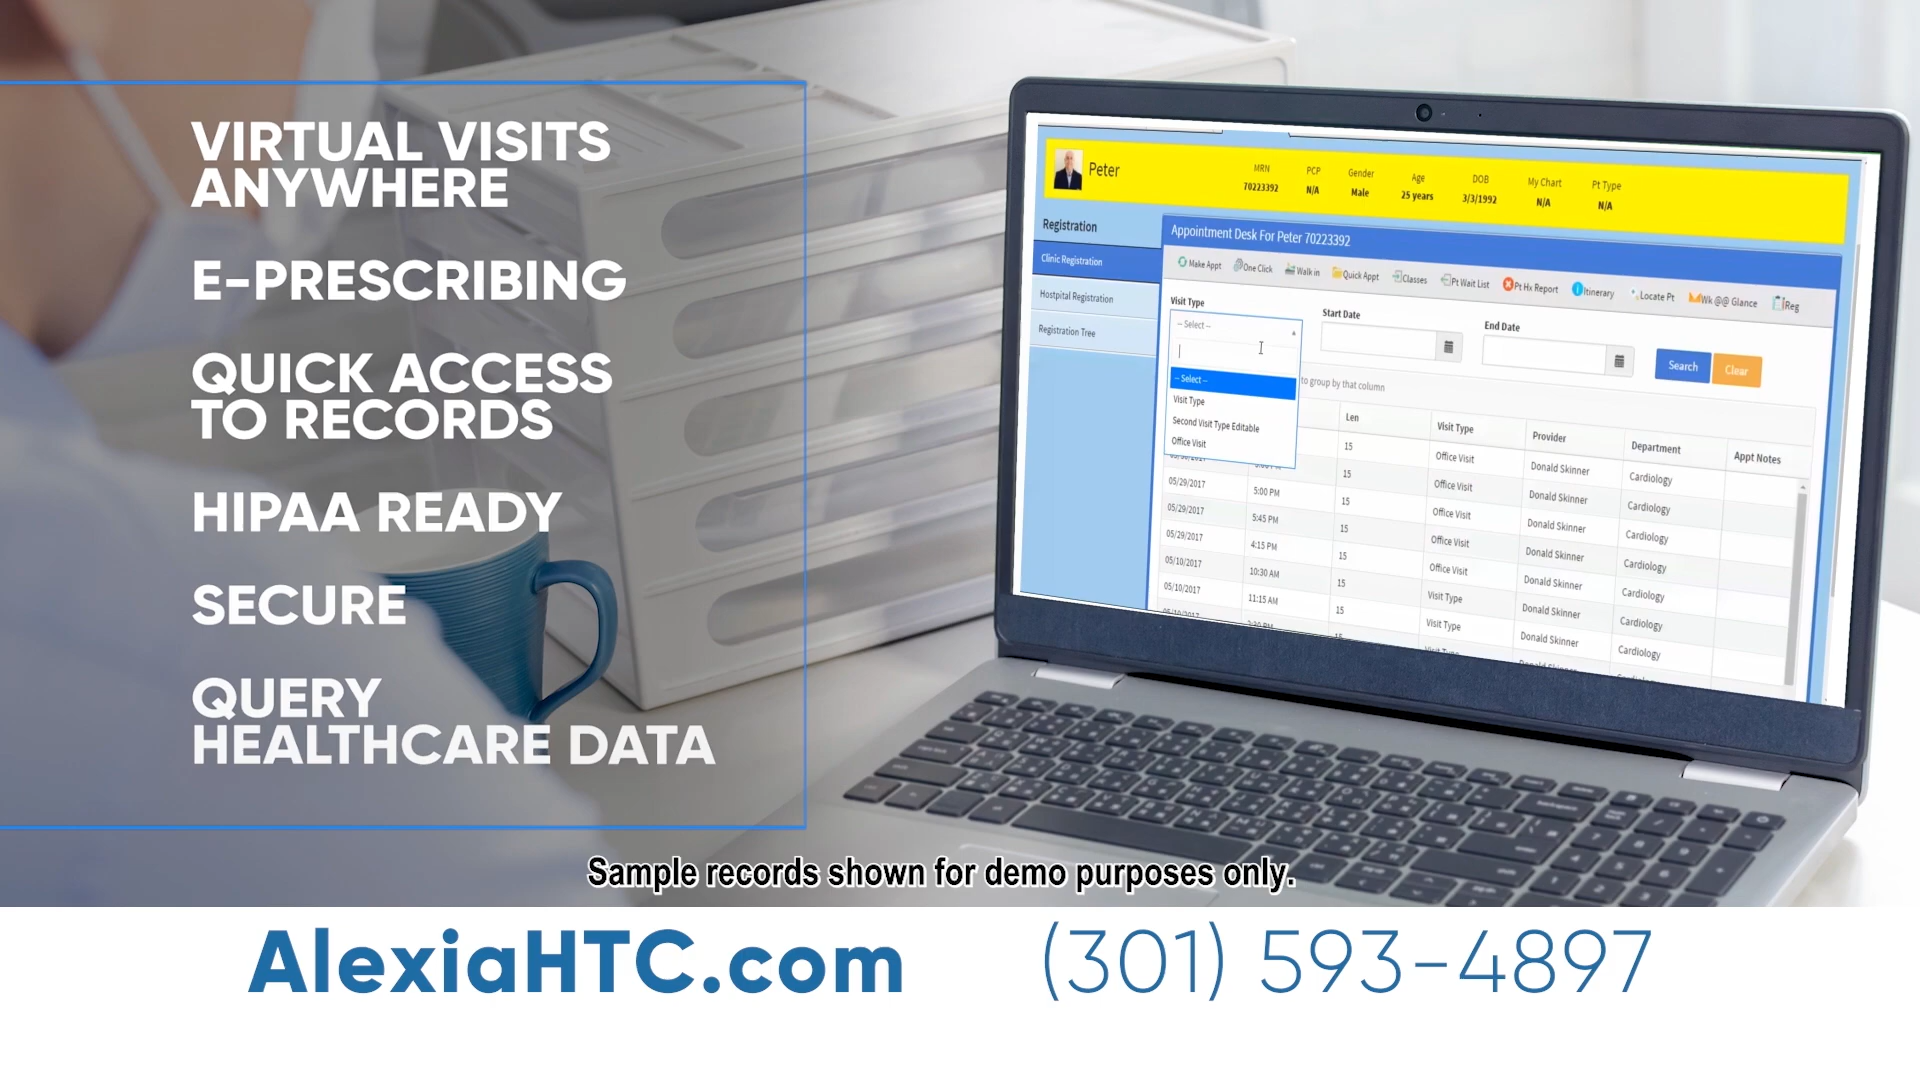 VIRTUAL VISITS
ANYWHERE
E-PRESCRIBING
QUICK ACCESS
TO RECORDS
HIPAA READY
SECURE
QUERY
HEALTHCARE DATA
Peter
MRN PCP Gender Age DOB My Chart Pt Type
70223392 N/A Male 25 years 3/3/1992 N/A N/A
Registration
Clinic Registration
Hostpital Registration
Registration Tree
Appointment Desk For Peter 70223392
Make Appt One Click Walk in Quick Appt Classes Pt Wait List Pt Hx Report Itinerary Locate Pt Wk @@ Glance Reg
Visit Type Start Date End Date
-- Select --
Search Clear
-- Select --
Visit Type
Second Visit Type Editable
Office Visit
to group by that column
Len Visit Type Provider Department Appt Notes
15 Office Visit Donald Skinner Cardiology
15 Office Visit Donald Skinner Cardiology
05/29/2017 5:00 PM 15 Office Visit Donald Skinner Cardiology
05/29/2017 5:45 PM 15 Office Visit Donald Skinner Cardiology
05/29/2017 4:15 PM 15 Office Visit Donald Skinner Cardiology
05/10/2017 10:30 AM 15 Visit Type Donald Skinner Cardiology
05/10/2017 11:15 AM 15 Visit Type Donald Skinner Cardiology
Sample records shown for demo purposes only.
AlexiaHTC.com (301) 593-4897